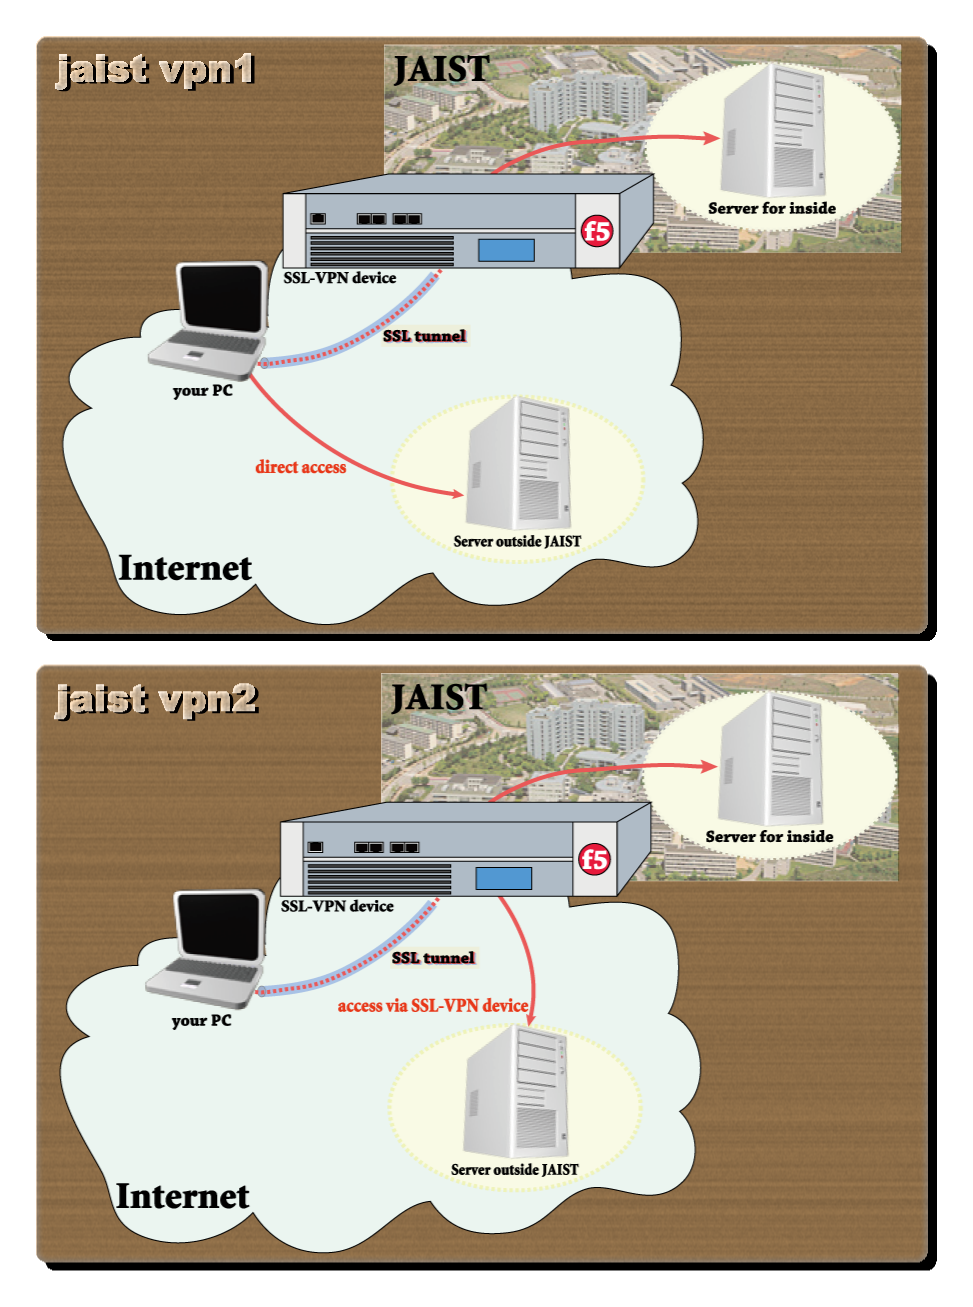 jaist vpn1
JAIST
Server for inside
f5
SSL-VPN device
SSL tunnel
your PC
direct access
Server outside JAIST
Internet
jaist vpn2
JAIST
Server for inside
f5
SSL-VPN device
SSL tunnel
access via SSL-VPN device
your PC
Server outside JAIST
Internet